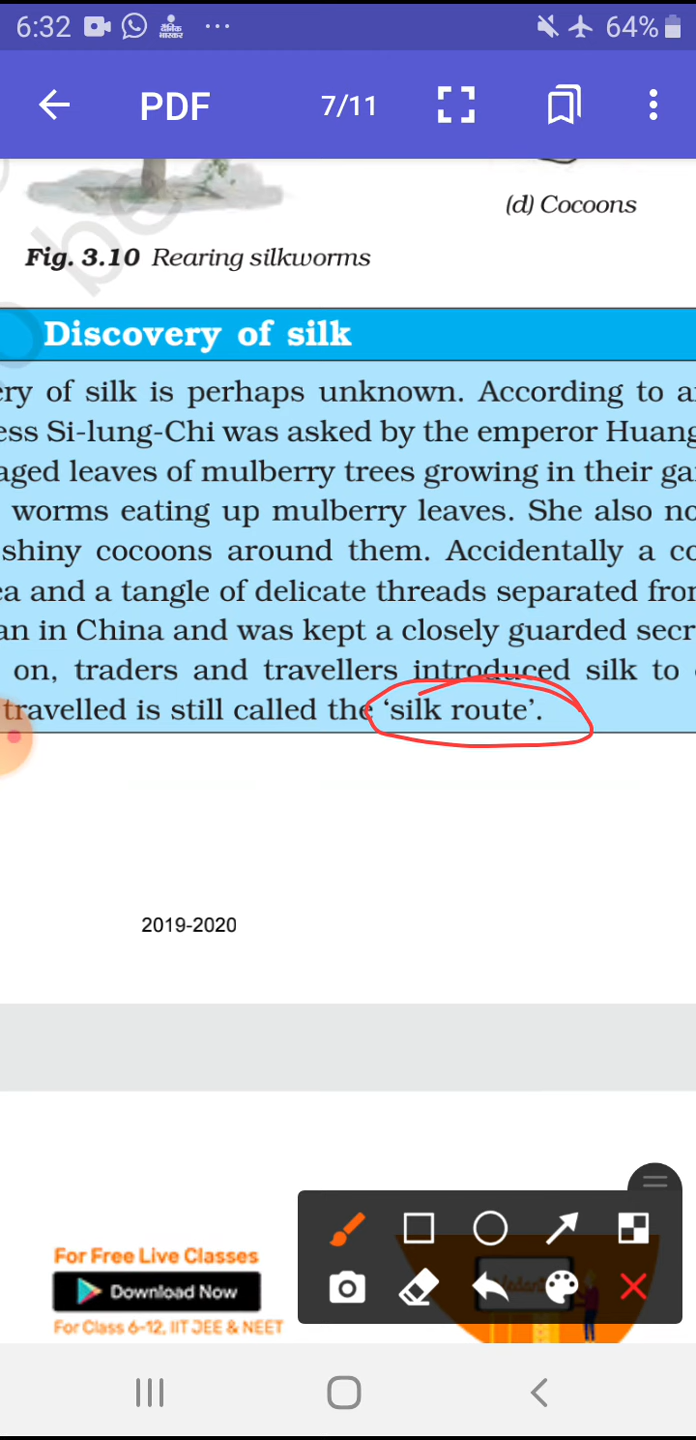 6:32
दैनिक
भास्कर
64%
PDF
7/11
(d) Cocoons
Fig. 3.10 Rearing silkworms
be
Discovery of silk
ery of silk is perhaps unknown. According to a
ess Si-lung-Chi was asked by the emperor Huang
aged leaves of mulberry trees growing in their ga
worms eating up mulberry leaves. She also no
shiny cocoons around them. Accidentally a co
ea and a tangle of delicate threads separated fro
an in China and was kept a closely guarded secr
on, traders and travellers introduced silk to
travelled is still called the ‘silk route’.
2019-2020
For Free Live Classes
Download Now
For Class 6-12, IIT JEE & NEET